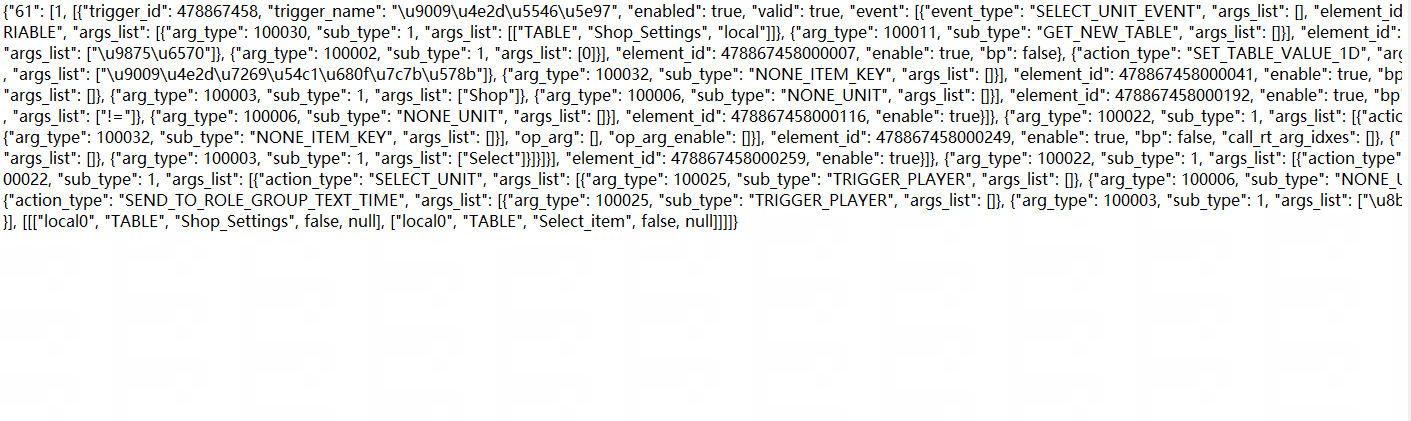 {"61": [1, [{"trigger_id": 478867458, "trigger_name": "\u9009\u4e2d\u5546\u5e97", "enabled": true, "valid": true, "event": [{"event_type": "SELECT_UNIT_EVENT", "args_list": [], "element_id
RIABLE", "args_list": [{"arg_type": 100030, "sub_type": 1, "args_list": [["TABLE", "Shop_Settings", "local"]]}, {"arg_type": 100011, "sub_type": "GET_NEW_TABLE", "args_list": []}], "element_id":
"args_list": ["\u9875\u6570"]}, {"arg_type": 100002, "sub_type": 1, "args_list": [0]}], "element_id": 478867458000007, "enable": true, "bp": false}, {"action_type": "SET_TABLE_VALUE_1D", "arg
, "args_list": ["\u9009\u4e2d\u7269\u54c1\u680f\u7c7b\u578b"]}, {"arg_type": 100032, "sub_type": "NONE_ITEM_KEY", "args_list": []}], "element_id": 478867458000041, "enable": true, "bp
"args_list": []}, {"arg_type": 100003, "sub_type": 1, "args_list": ["Shop"]}, {"arg_type": 100006, "sub_type": "NONE_UNIT", "args_list": []}], "element_id": 478867458000192, "enable": true, "bp"
, "args_list": ["!="]}, {"arg_type": 100006, "sub_type": "NONE_UNIT", "args_list": []}], "element_id": 478867458000116, "enable": true}]}, {"arg_type": 100022, "sub_type": 1, "args_list": [{"actic
{"arg_type": 100032, "sub_type": "NONE_ITEM_KEY", "args_list": []}], "op_arg": [], "op_arg_enable": []}], "element_id": 478867458000249, "enable": true, "bp": false, "call_rt_arg_idxes": []}, {"
"args_list": []}, {"arg_type": 100003, "sub_type": 1, "args_list": ["Select"]}]}]}], "element_id": 478867458000259, "enable": true}]}, {"arg_type": 100022, "sub_type": 1, "args_list": [{"action_type"
00022, "sub_type": 1, "args_list": [{"action_type": "SELECT_UNIT", "args_list": [{"arg_type": 100025, "sub_type": "TRIGGER_PLAYER", "args_list": []}, {"arg_type": 100006, "sub_type": "NONE_U
{"action_type": "SEND_TO_ROLE_GROUP_TEXT_TIME", "args_list": [{"arg_type": 100025, "sub_type": "TRIGGER_PLAYER", "args_list": []}, {"arg_type": 100003, "sub_type": 1, "args_list": ["\u8b
}], [[["local0", "TABLE", "Shop_Settings", false, null], ["local0", "TABLE", "Select_item", false, null]]]]}